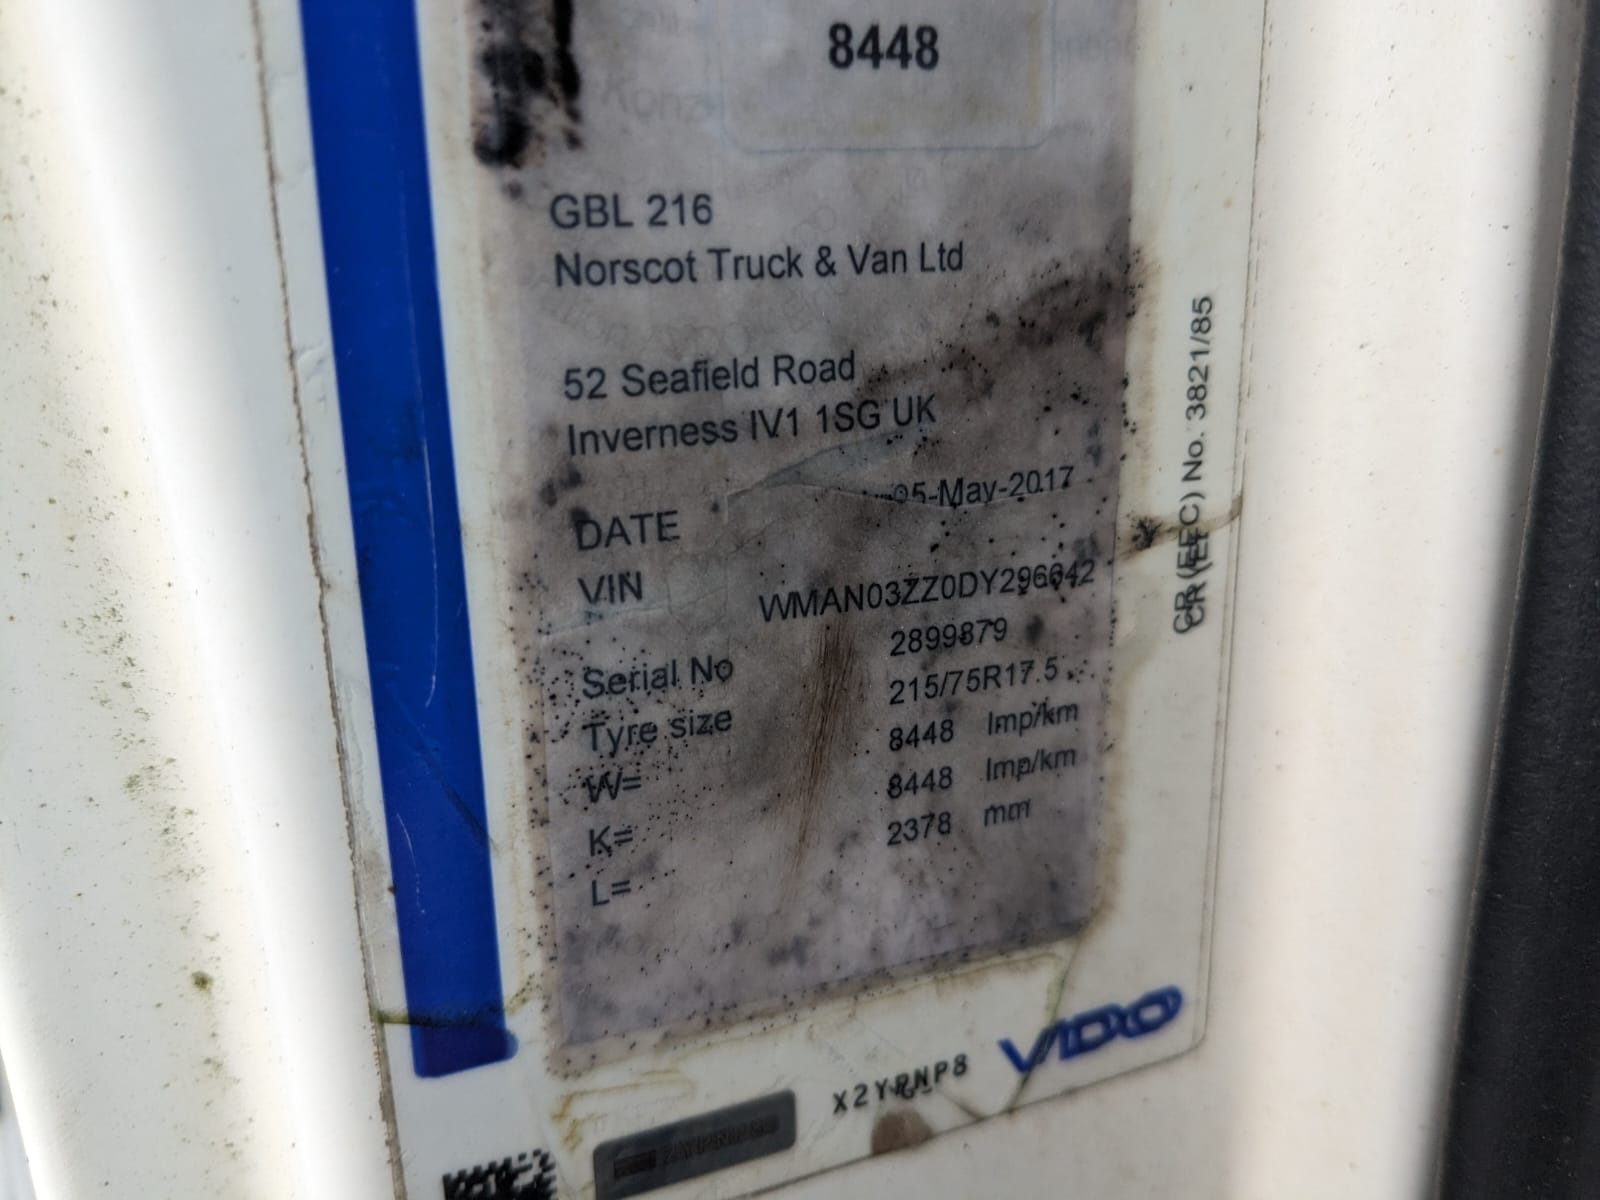 8448
GBL 216
Norscot Truck & Van Ltd
52 Seafield Road
Inverness IV1 1SG UK
DATE 05-May-2017
VIN WMAN03ZZ0DY296642
Serial No 2899879
Tyre size 215/75R17.5
W= 8448 Imp/km
K= 8448 Imp/km
L= 2378 mm
CR (EEC) No. 3821/85
VDO